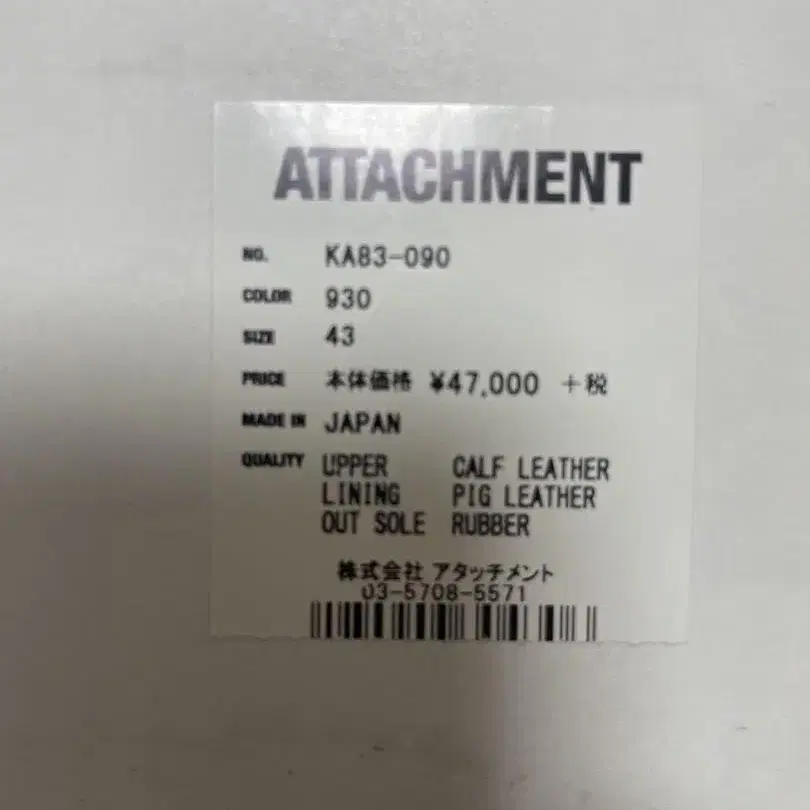 ATTACHMENT
NO. KA83-090
COLOR 930
SIZE 43
PRICE 本体価格 ¥47,000 +税
MADE IN JAPAN
QUALITY UPPER CALF LEATHER
LINING PIG LEATHER
OUT SOLE RUBBER
株式会社 アタッチメント
03-5708-5571